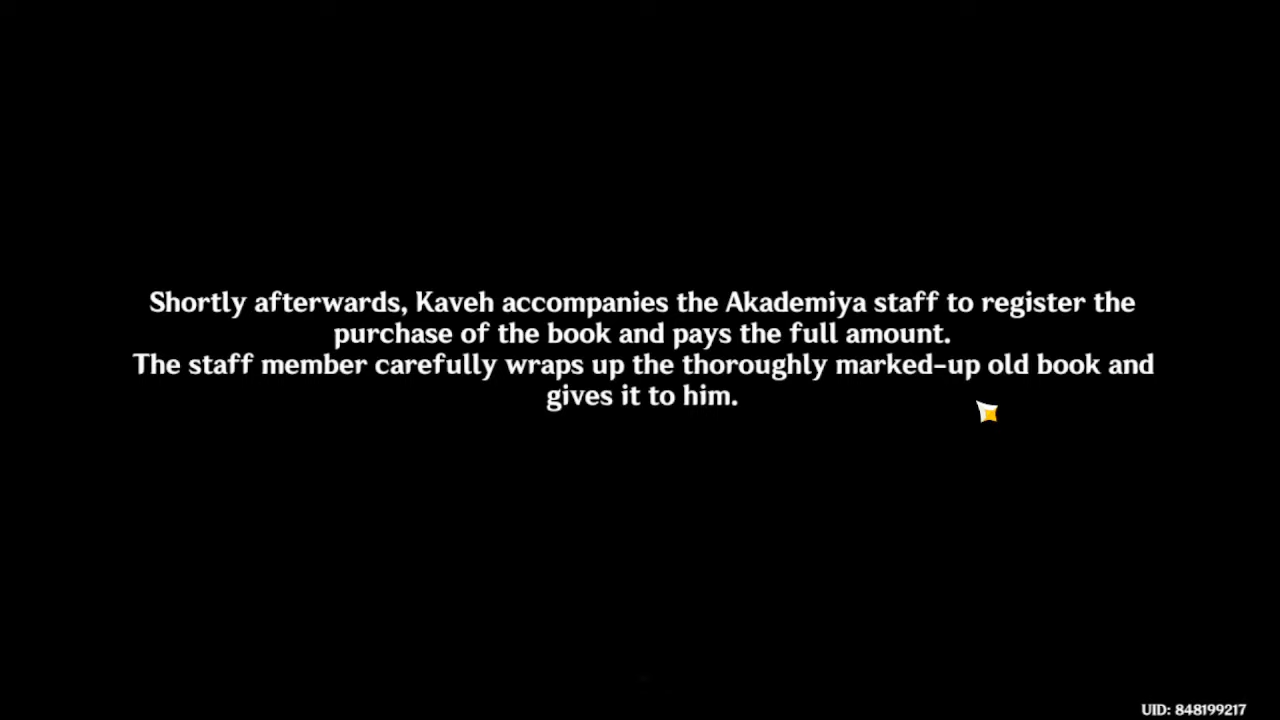 Shortly afterwards, Kaveh accompanies the Akademiya staff to register the
purchase of the book and pays the full amount.
The staff member carefully wraps up the thoroughly marked-up old book and
gives it to him.
UID: 848199217